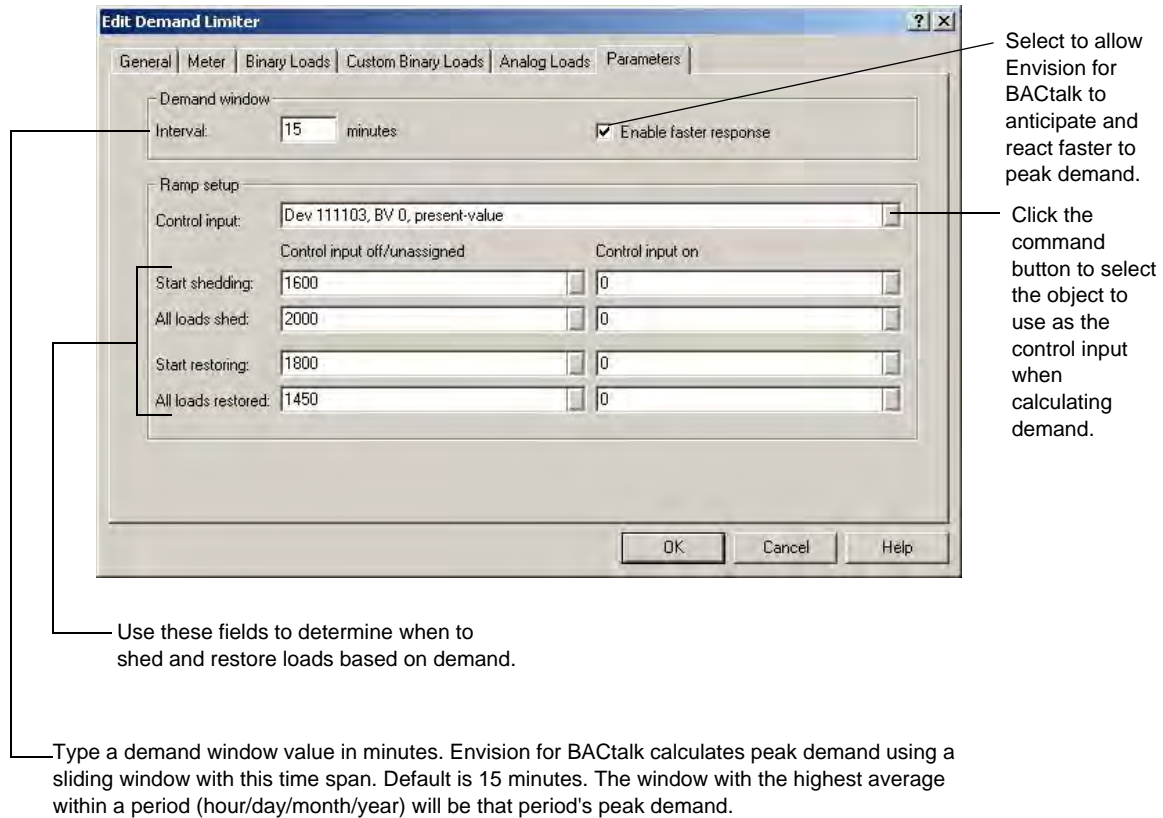 Edit Demand Limiter
General Meter Binary Loads Custom Binary Loads Analog Loads Parameters
Demand window
Interval: 15 minutes Enable faster response
Ramp setup
Control input: Dev 111103, BV 0, present-value
Control input off/unassigned Control input on
Start shedding: 1600 0
All loads shed: 2000 0
Start restoring: 1800 0
All loads restored: 1450 0
OK Cancel Help
Select to allow
Envision for
BACtalk to
anticipate and
react faster to
peak demand.
Click the
command
button to select
the object to
use as the
control input
when
calculating
demand.
Use these fields to determine when to
shed and restore loads based on demand.
Type a demand window value in minutes. Envision for BACtalk calculates peak demand using a
sliding window with this time span. Default is 15 minutes. The window with the highest average
within a period (hour/day/month/year) will be that period's peak demand.